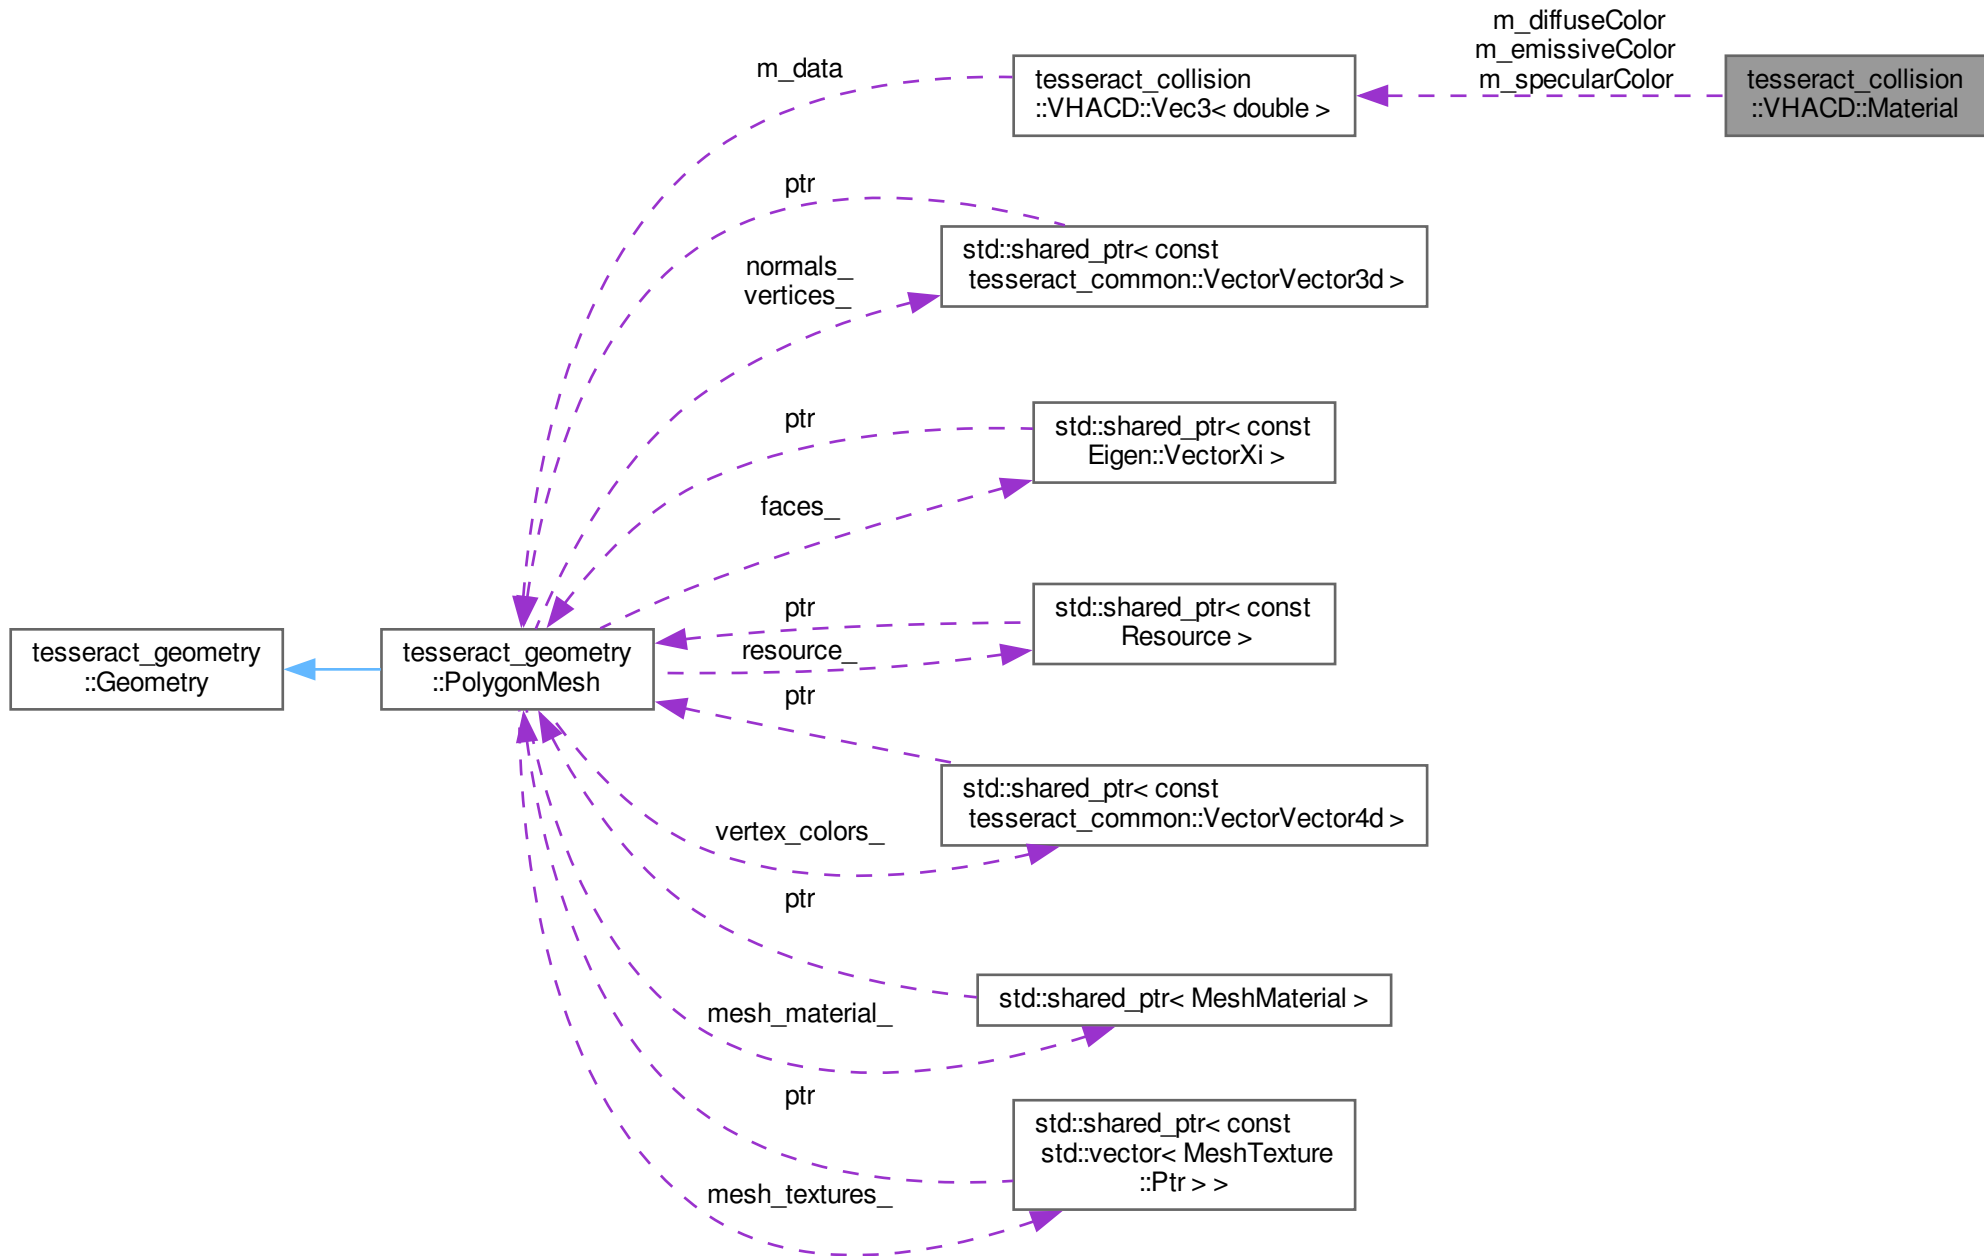 m_diffuseColor
m_emissiveColor
m_specularColor
m_data
tesseract_collision
::VHACD::Vec3< double >
tesseract_collision
::VHACD::Material
ptr
std::shared_ptr< const
tesseract_common::VectorVector3d >
normals_
vertices_
ptr
std::shared_ptr< const
Eigen::VectorXi >
faces_
ptr
std::shared_ptr< const
Resource >
resource_
tesseract_geometry
::Geometry
tesseract_geometry
::PolygonMesh
ptr
std::shared_ptr< const
tesseract_common::VectorVector4d >
vertex_colors_
ptr
std::shared_ptr< MeshMaterial >
mesh_material_
ptr
std::shared_ptr< const
std::vector< MeshTexture
::Ptr > >
mesh_textures_